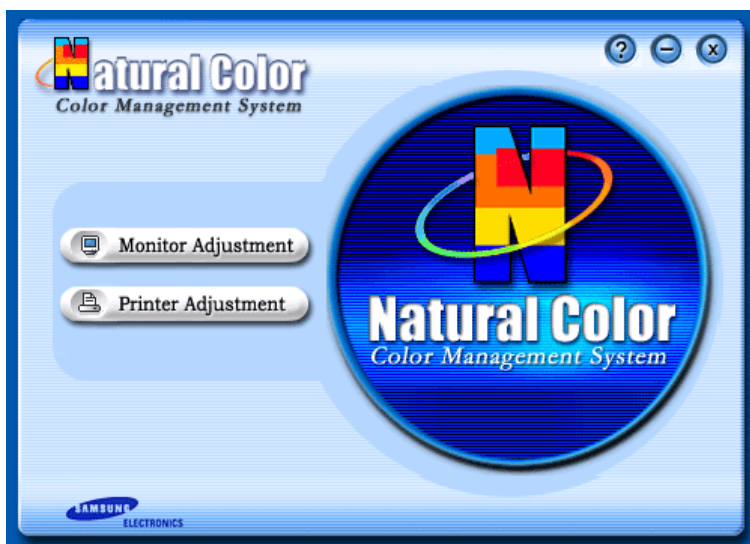 Natural Color
Color Management System
?
x
Monitor Adjustment
Printer Adjustment
N
Natural Color
Color Management System
SAMSUNG
ELECTRONICS